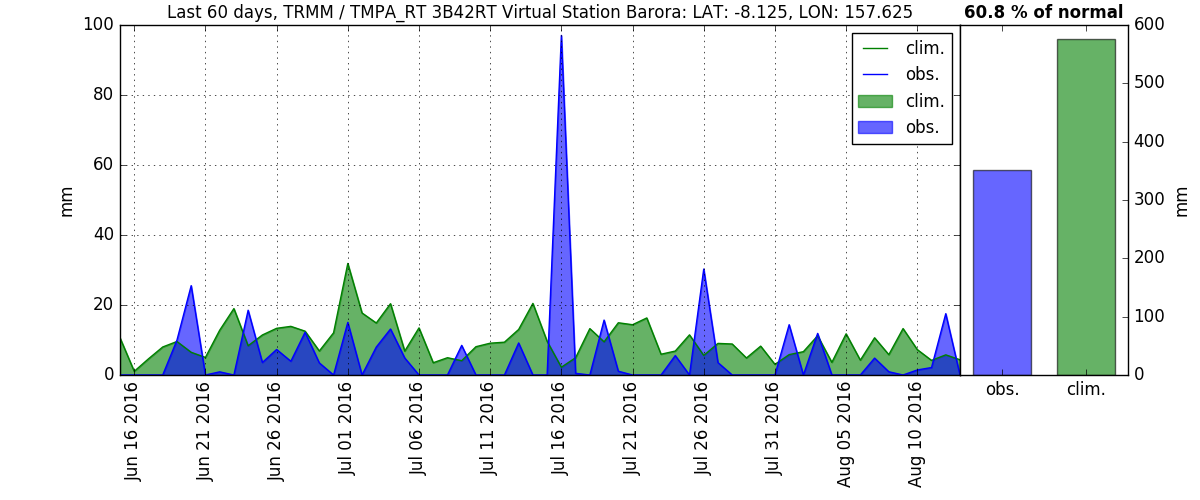 Last 60 days, TRMM / TMPA_RT 3B42RT Virtual Station Barora: LAT: -8.125, LON: 157.625
60.8 % of normal
100
80
60
40
20
0
mm
clim.
obs.
clim.
obs.
600
500
400
300
200
100
0
mm
Jun 16 2016
Jun 21 2016
Jun 26 2016
Jul 01 2016
Jul 06 2016
Jul 11 2016
Jul 16 2016
Jul 21 2016
Jul 26 2016
Jul 31 2016
Aug 05 2016
Aug 10 2016
obs.
clim.